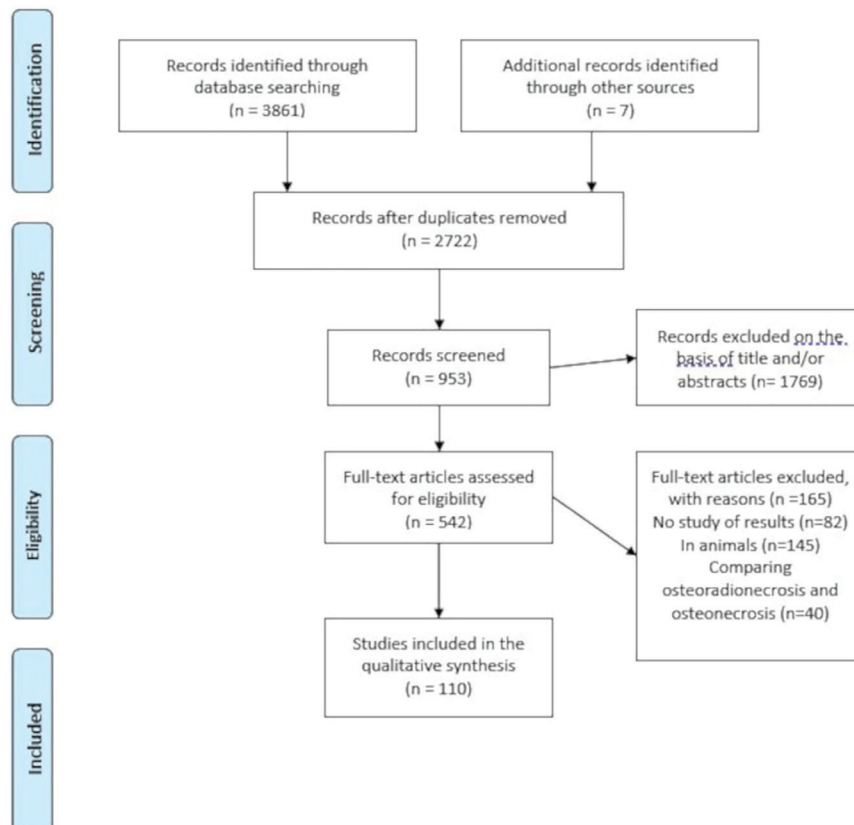 Identification
Records identified through
database searching
(n = 3861)
Additional records identified
through other sources
(n = 7)
Records after duplicates removed
(n = 2722)
Screening
Records screened
(n = 953)
Records excluded on the
basis of title and/or
abstracts (n= 1769)
Eligibility
Full-text articles assessed
for eligibility
(n = 542)
Full-text articles excluded,
with reasons (n =165)
No study of results (n=82)
In animals (n=145)
Comparing
osteoradionecrosis and
osteonecrosis (n=40)
Included
Studies included in the
qualitative synthesis
(n = 110)